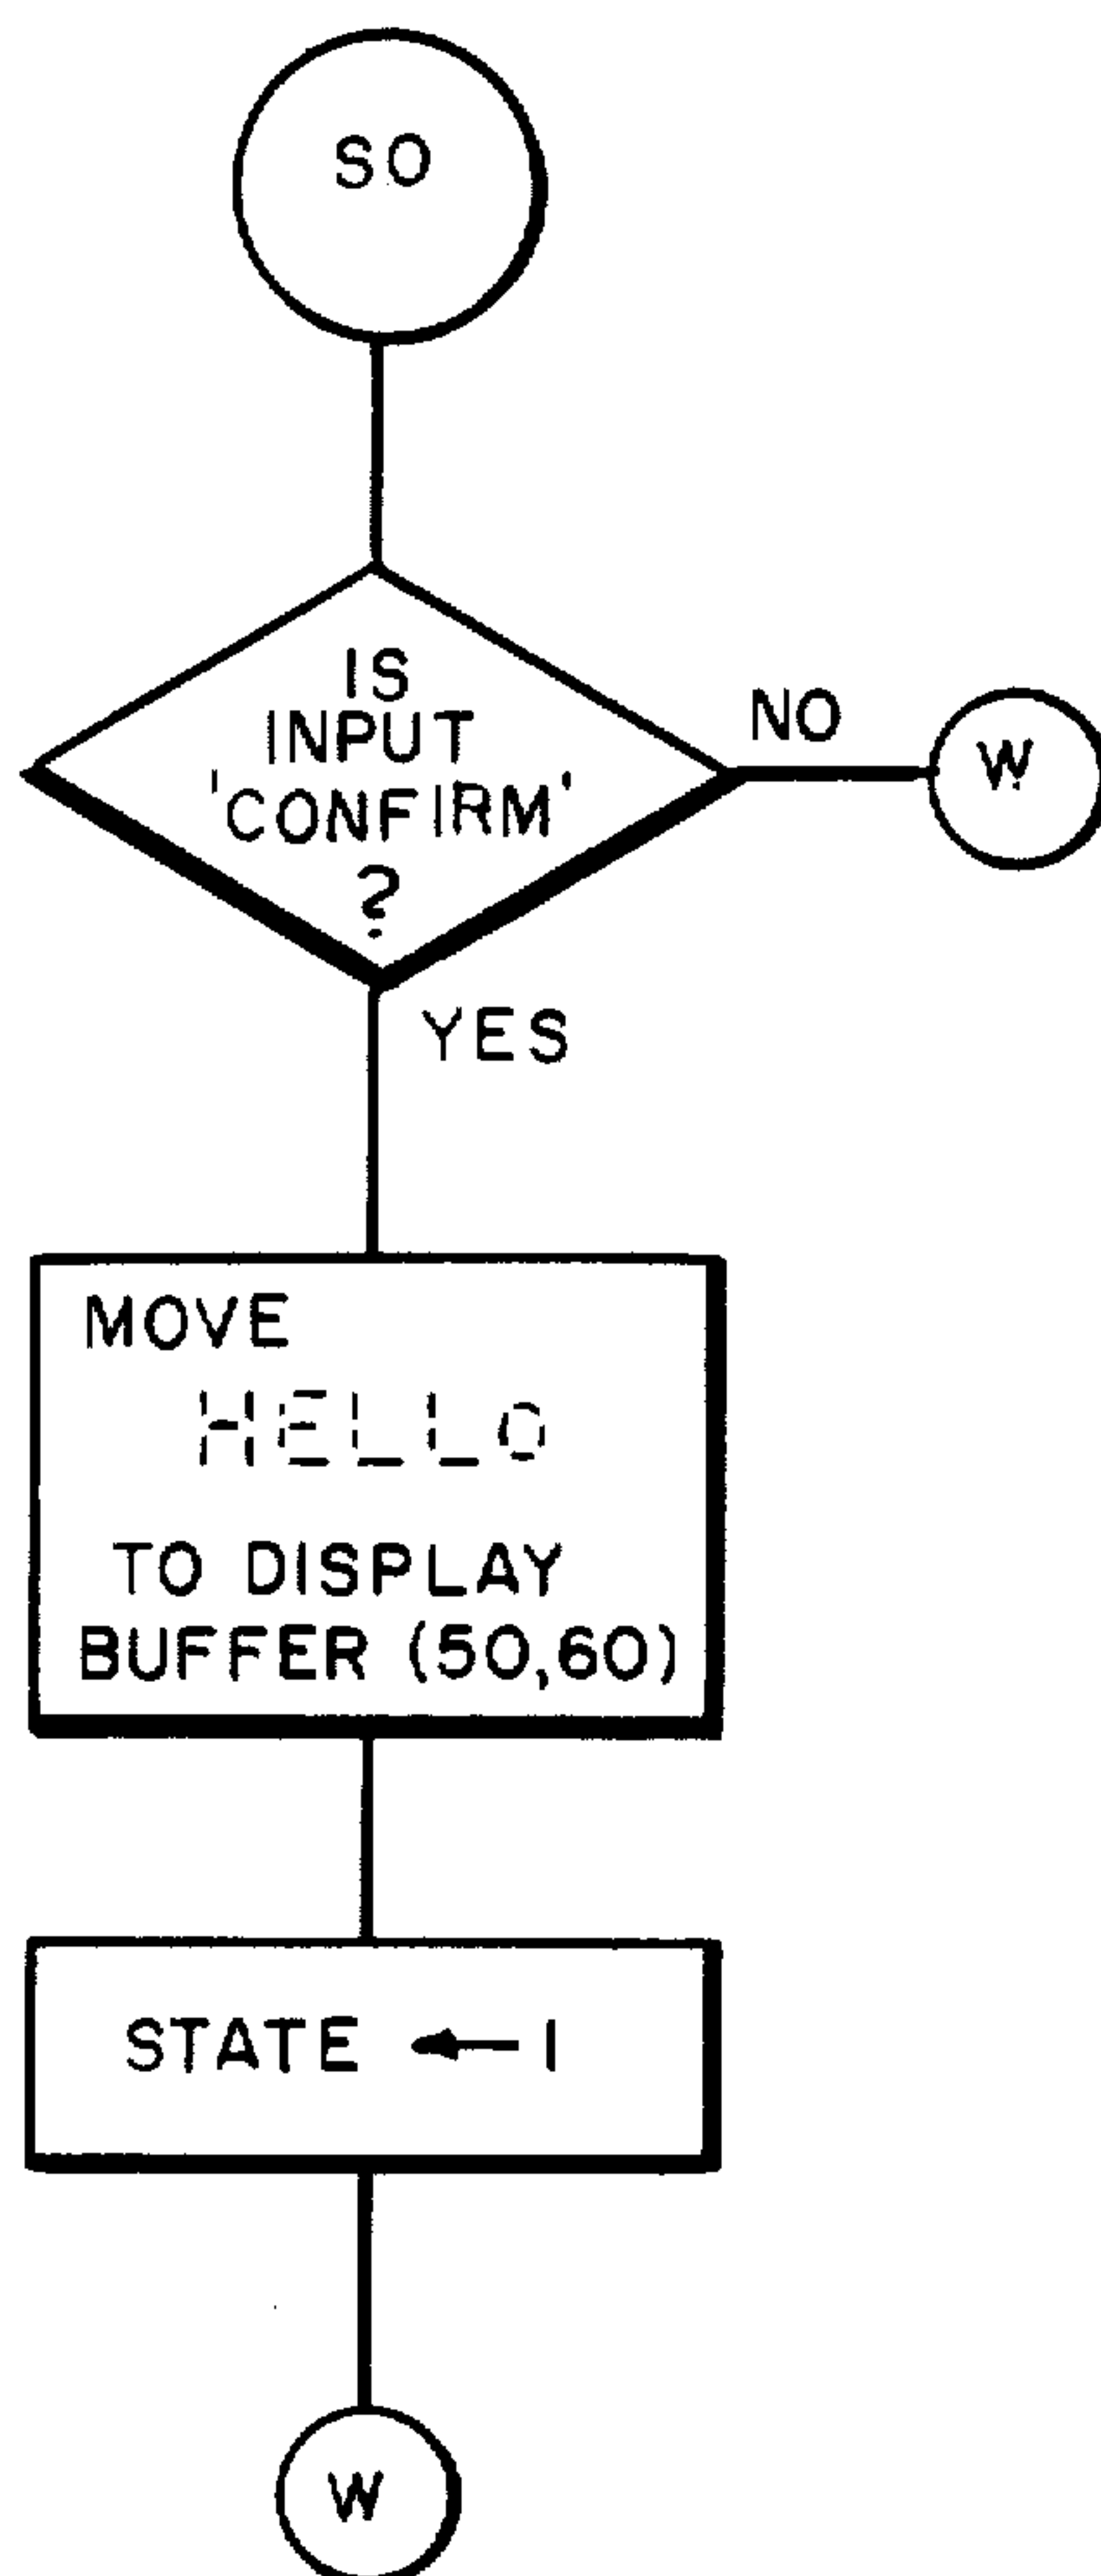 SO
IS
INPUT
'CONFIRM'
?
NO
W
YES
MOVE
HELLO
TO DISPLAY
BUFFER (50,60)
STATE ← 1
W